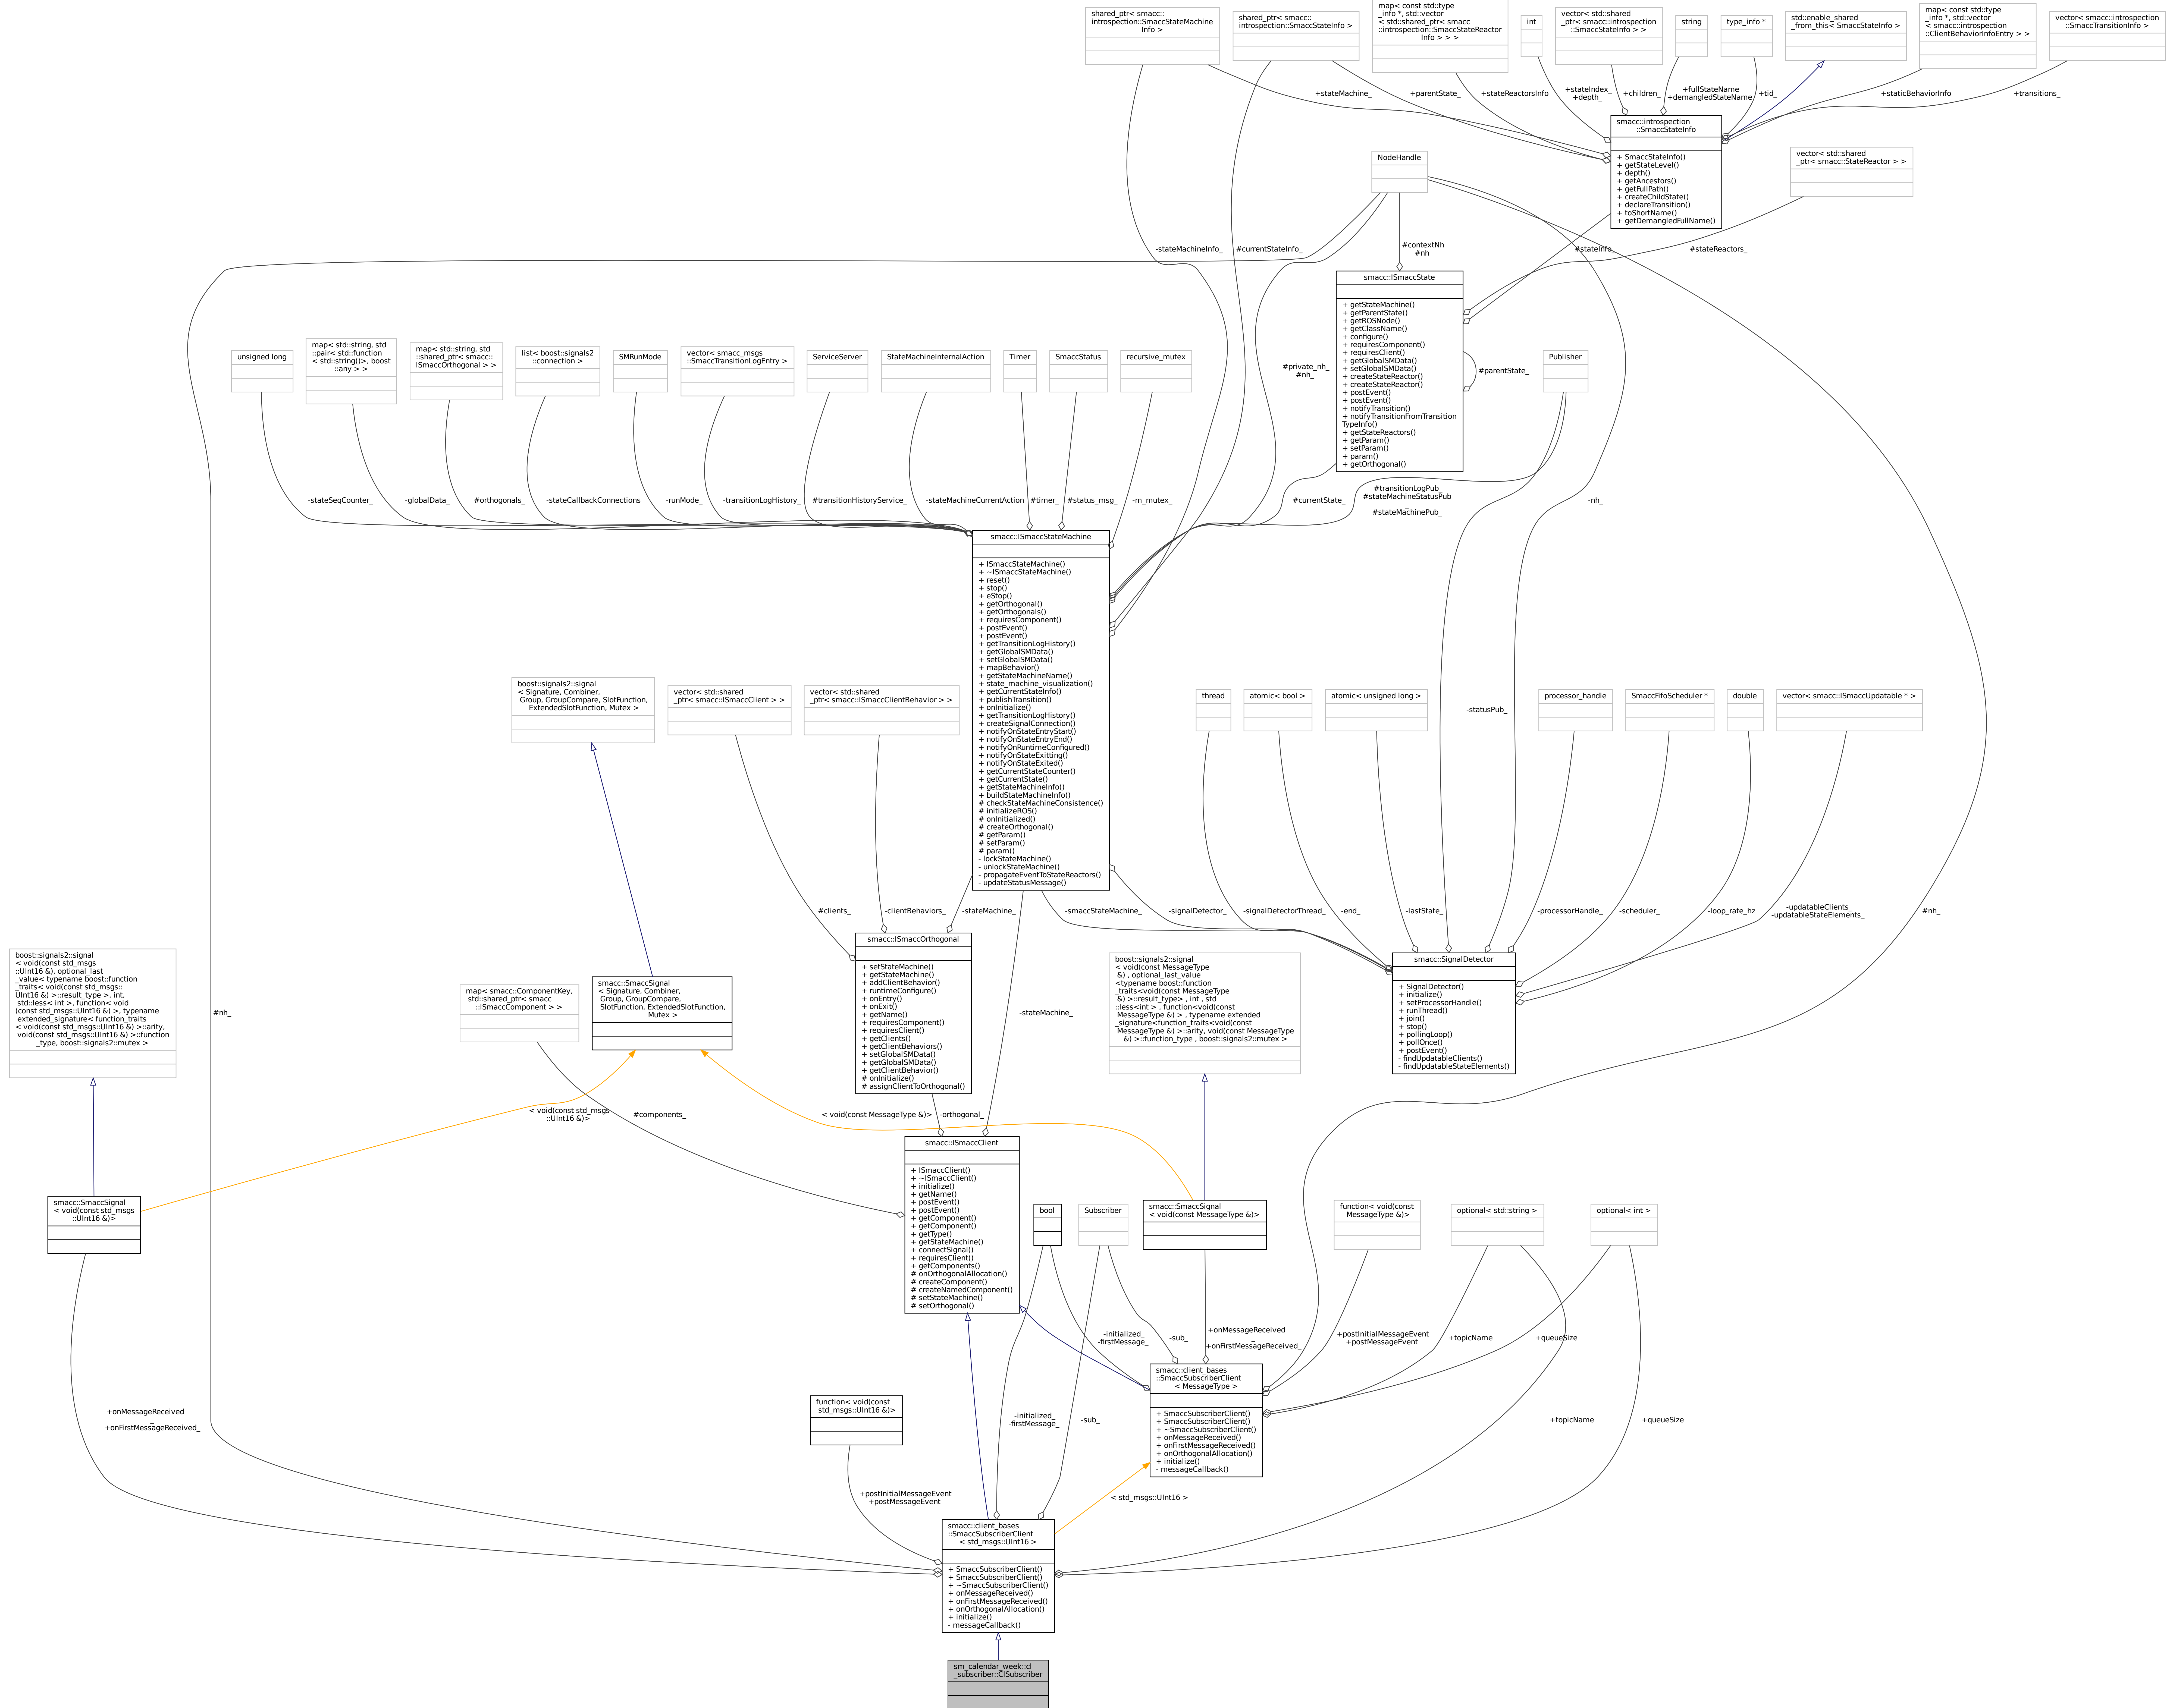 shared_ptr< smacc::
introspection::SmaccStateMachine
Info >
shared_ptr< smacc::
introspection::SmaccStateInfo >
map< const std::type
_info *, std::vector
< std::shared_ptr< smacc
::introspection::SmaccStateReactor
Info > > >
int
vector< std::shared
_ptr< smacc::introspection
::SmaccStateInfo > >
string
type_info *
std::enable_shared
_from_this< SmaccStateInfo >
map< const std::type
_info *, std::vector
< smacc::introspection
::ClientBehaviorInfoEntry > >
vector< smacc::introspection
::SmaccTransitionInfo >
+stateMachine_
+parentState_
+stateReactorsInfo
+stateIndex_
+depth_
+children_
+fullStateName
+demangledStateName
+tid_
+staticBehaviorInfo
+transitions_
smacc::introspection
::SmaccStateInfo
+ SmaccStateInfo()
+ getStateLevel()
+ depth()
+ getAncestors()
+ getFullPath()
+ createChildState()
+ declareTransition()
+ toShortName()
+ getDemangledFullName()
NodeHandle
vector< std::shared
_ptr< smacc::StateReactor > >
-stateMachineInfo_
#currentStateInfo_
#contextNh
#nh
#stateInfo_
#stateReactors_
smacc::ISmaccState
+ getStateMachine()
+ getParentState()
+ getROSNode()
+ getClassName()
+ configure()
+ requiresComponent()
+ requiresClient()
+ getGlobalSMData()
+ setGlobalSMData()
+ createStateReactor()
+ createStateReactor()
+ postEvent()
+ postEvent()
+ notifyTransition()
+ notifyTransitionFromTransition
TypeInfo()
+ getStateReactors()
+ getParam()
+ setParam()
+ param()
+ getOrthogonal()
#parentState_
unsigned long
map< std::string, std
::pair< std::function
< std::string()>, boost
::any > >
map< std::string, std
::shared_ptr< smacc::
ISmaccOrthogonal > >
list< boost::signals2
::connection >
SMRunMode
vector< smacc_msgs
::SmaccTransitionLogEntry >
ServiceServer
StateMachineInternalAction
Timer
SmaccStatus
recursive_mutex
#private_nh_
#nh_
Publisher
-stateSeqCounter_
-globalData_
#orthogonals_
-stateCallbackConnections
-runMode_
-transitionLogHistory_
#transitionHistoryService_
-stateMachineCurrentAction
#timer_
#status_msg_
-m_mutex_
#currentState_
#transitionLogPub_
#stateMachineStatusPub
_
#stateMachinePub_
-nh_
smacc::ISmaccStateMachine
+ ISmaccStateMachine()
+ ~ISmaccStateMachine()
+ reset()
+ stop()
+ eStop()
+ getOrthogonal()
+ getOrthogonals()
+ requiresComponent()
+ postEvent()
+ postEvent()
+ getTransitionLogHistory()
+ getGlobalSMData()
+ setGlobalSMData()
+ mapBehavior()
+ getStateMachineName()
+ state_machine_visualization()
+ getCurrentStateInfo()
+ publishTransition()
+ onInitialize()
+ getTransitionLogHistory()
+ createSignalConnection()
+ notifyOnStateEntryStart()
+ notifyOnStateEntryEnd()
+ notifyOnRuntimeConfigured()
+ notifyOnStateExitting()
+ notifyOnStateExited()
+ getCurrentStateCounter()
+ getCurrentState()
+ getStateMachineInfo()
+ buildStateMachineInfo()
# checkStateMachineConsistence()
# initializeROS()
# onInitialized()
# createOrthogonal()
# getParam()
# setParam()
# param()
- lockStateMachine()
- unlockStateMachine()
- propagateEventToStateReactors()
- updateStatusMessage()
boost::signals2::signal
< Signature, Combiner,
Group, GroupCompare, SlotFunction,
ExtendedSlotFunction, Mutex >
vector< std::shared
_ptr< smacc::ISmaccClient > >
vector< std::shared
_ptr< smacc::ISmaccClientBehavior > >
thread
atomic< bool >
atomic< unsigned long >
-statusPub_
processor_handle
SmaccFifoScheduler *
double
vector< smacc::ISmaccUpdatable * >
#clients_
-clientBehaviors_
-stateMachine_
-smaccStateMachine_
-signalDetector_
-signalDetectorThread_
-end_
-lastState_
-processorHandle_
-scheduler_
-loop_rate_hz
-updatableClients_
-updatableStateElements_
#nh_
smacc::ISmaccOrthogonal
+ setStateMachine()
+ getStateMachine()
+ addClientBehavior()
+ runtimeConfigure()
+ onEntry()
+ onExit()
+ getName()
+ requiresComponent()
+ requiresClient()
+ getClients()
+ getClientBehaviors()
+ setGlobalSMData()
+ getGlobalSMData()
+ getClientBehavior()
# onInitialize()
# assignClientToOrthogonal()
smacc::SignalDetector
+ SignalDetector()
+ initialize()
+ setProcessorHandle()
+ runThread()
+ join()
+ stop()
+ pollingLoop()
+ pollOnce()
+ postEvent()
- findUpdatableClients()
- findUpdatableStateElements()
boost::signals2::signal
< void(const std_msgs
::UInt16 &), optional_last
_value< typename boost::function
_traits< void(const std_msgs::
UInt16 &) >::result_type >, int,
std::less< int >, function< void
(const std_msgs::UInt16 &) >, typename
extended_signature< function_traits
< void(const std_msgs::UInt16 &) >::arity,
void(const std_msgs::UInt16 &) >::function
_type, boost::signals2::mutex >
map< smacc::ComponentKey,
std::shared_ptr< smacc
::ISmaccComponent > >
smacc::SmaccSignal
< Signature, Combiner,
Group, GroupCompare,
SlotFunction, ExtendedSlotFunction,
Mutex >
boost::signals2::signal
< void(const MessageType
&) , optional_last_value
<typename boost::function
_traits<void(const MessageType
&) >::result_type> , int , std
::less<int > , function<void(const
MessageType &) > , typename extended
_signature<function_traits<void(const
MessageType &) >::arity, void(const MessageType
&) >::function_type , boost::signals2::mutex >
#nh_
-stateMachine_
< void(const std_msgs
::UInt16 &)>
#components_
< void(const MessageType &)>
-orthogonal_
smacc::ISmaccClient
+ ISmaccClient()
+ ~ISmaccClient()
+ initialize()
+ getName()
+ postEvent()
+ postEvent()
+ getComponent()
+ getComponent()
+ getType()
+ getStateMachine()
+ connectSignal()
+ requiresClient()
+ getComponents()
# onOrthogonalAllocation()
# createComponent()
# createNamedComponent()
# setStateMachine()
# setOrthogonal()
smacc::SmaccSignal
< void(const std_msgs
::UInt16 &)>
bool
Subscriber
smacc::SmaccSignal
< void(const MessageType &)>
function< void(const
MessageType &)>
optional< std::string >
optional< int >
-initialized_
-firstMessage_
-sub_
+onMessageReceived
_
+onFirstMessageReceived_
+postInitialMessageEvent
+postMessageEvent
+topicName
+queueSize
smacc::client_bases
::SmaccSubscriberClient
< MessageType >
+ SmaccSubscriberClient()
+ SmaccSubscriberClient()
+ ~SmaccSubscriberClient()
+ onMessageReceived()
+ onFirstMessageReceived()
+ onOrthogonalAllocation()
+ initialize()
- messageCallback()
function< void(const
std_msgs::UInt16 &)>
+onMessageReceived
_
+onFirstMessageReceived_
-initialized_
-firstMessage_
-sub_
+topicName
+queueSize
+postInitialMessageEvent
+postMessageEvent
< std_msgs::UInt16 >
smacc::client_bases
::SmaccSubscriberClient
< std_msgs::UInt16 >
+ SmaccSubscriberClient()
+ SmaccSubscriberClient()
+ ~SmaccSubscriberClient()
+ onMessageReceived()
+ onFirstMessageReceived()
+ onOrthogonalAllocation()
+ initialize()
- messageCallback()
sm_calendar_week::cl
_subscriber::ClSubscriber